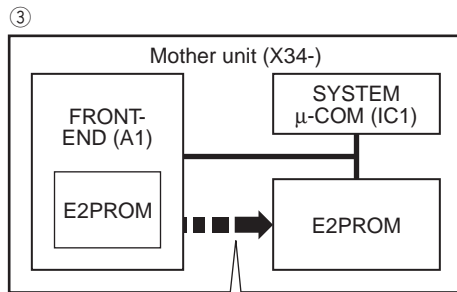 ③
Mother unit (X34-)
FRONT-
END (A1)
E2PROM
SYSTEM
μ-COM (IC1)
E2PROM